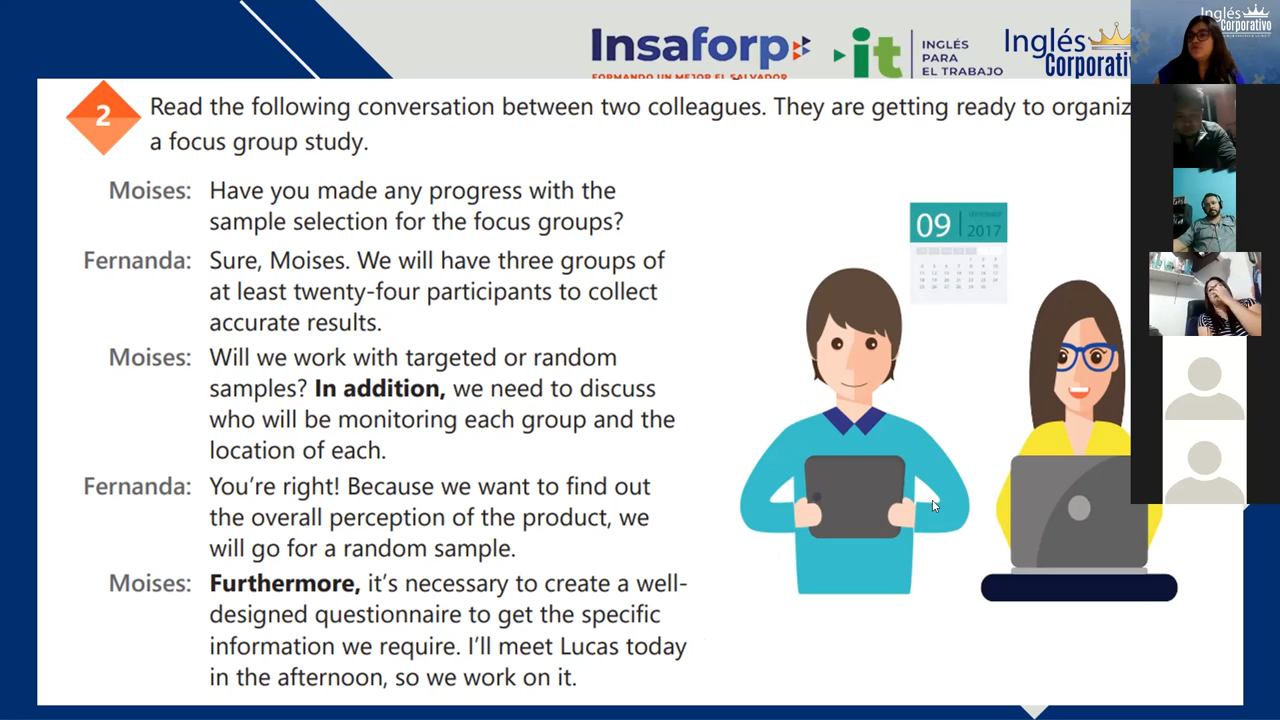 Insaforp
FORMANDO UN MEJOR EL SALVADOR
it
INGLÉS
PARA
EL TRABAJO
Inglés
Corporativ
Inglés
Corporativo
2
Read the following conversation between two colleagues. They are getting ready to organiz
a focus group study.
Moises: Have you made any progress with the
sample selection for the focus groups?
Fernanda: Sure, Moises. We will have three groups of
at least twenty-four participants to collect
accurate results.
Moises: Will we work with targeted or random
samples? In addition, we need to discuss
who will be monitoring each group and the
location of each.
Fernanda: You're right! Because we want to find out
the overall perception of the product, we
will go for a random sample.
Moises: Furthermore, it's necessary to create a well-
designed questionnaire to get the specific
information we require. I'll meet Lucas today
in the afternoon, so we work on it.
09
SEPTEMBER
2017